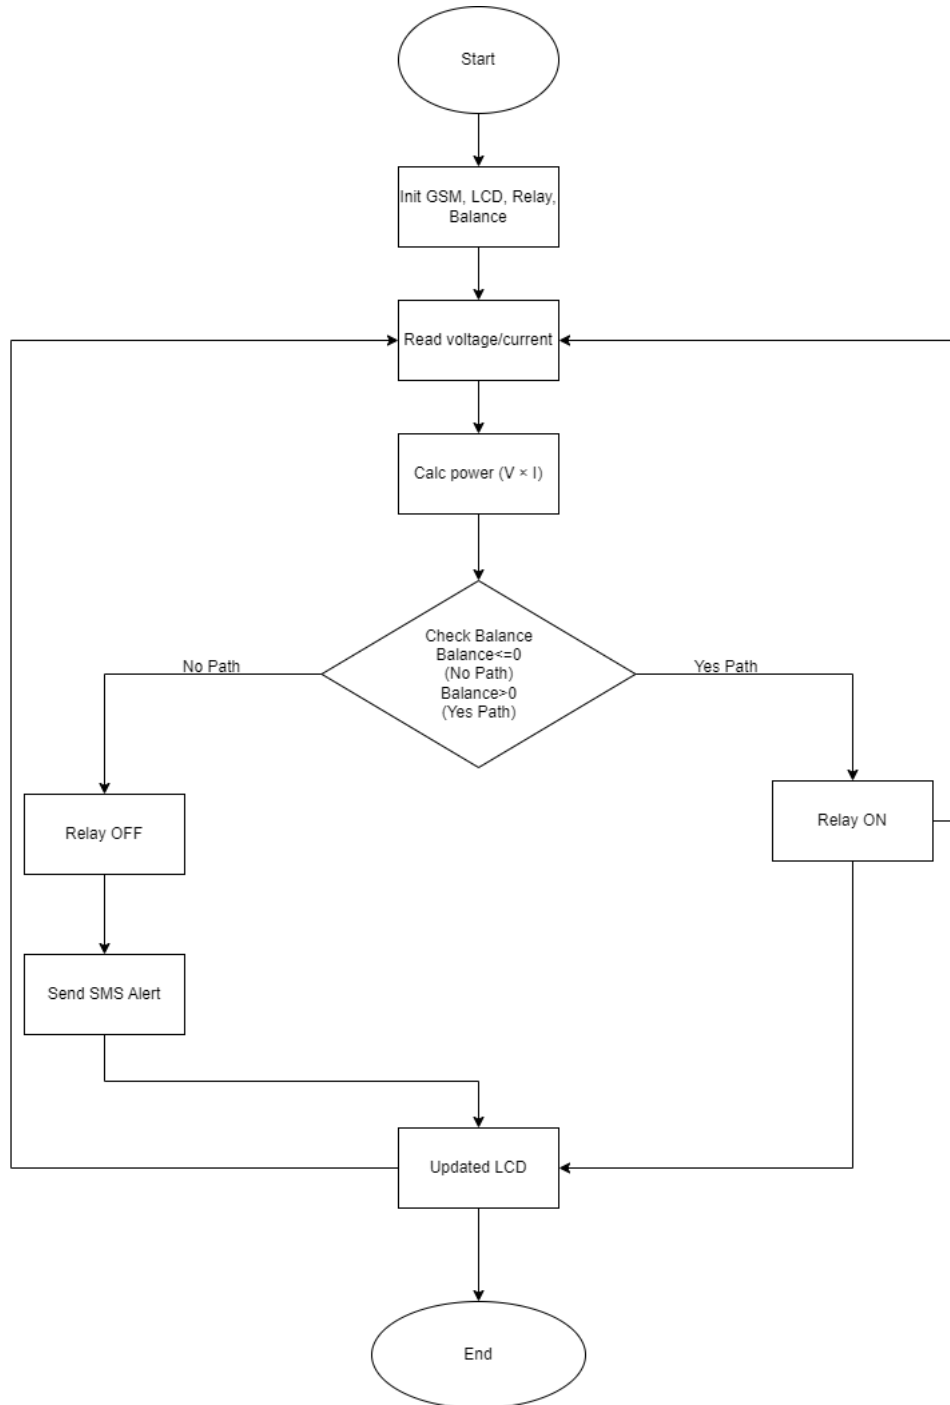 Start
Init GSM, LCD, Relay,
Balance
Read voltage/current
Calc power (V × I)
Check Balance
Balance<=0
(No Path)
Balance>0
(Yes Path)
No Path
Yes Path
Relay OFF
Relay ON
Send SMS Alert
Updated LCD
End